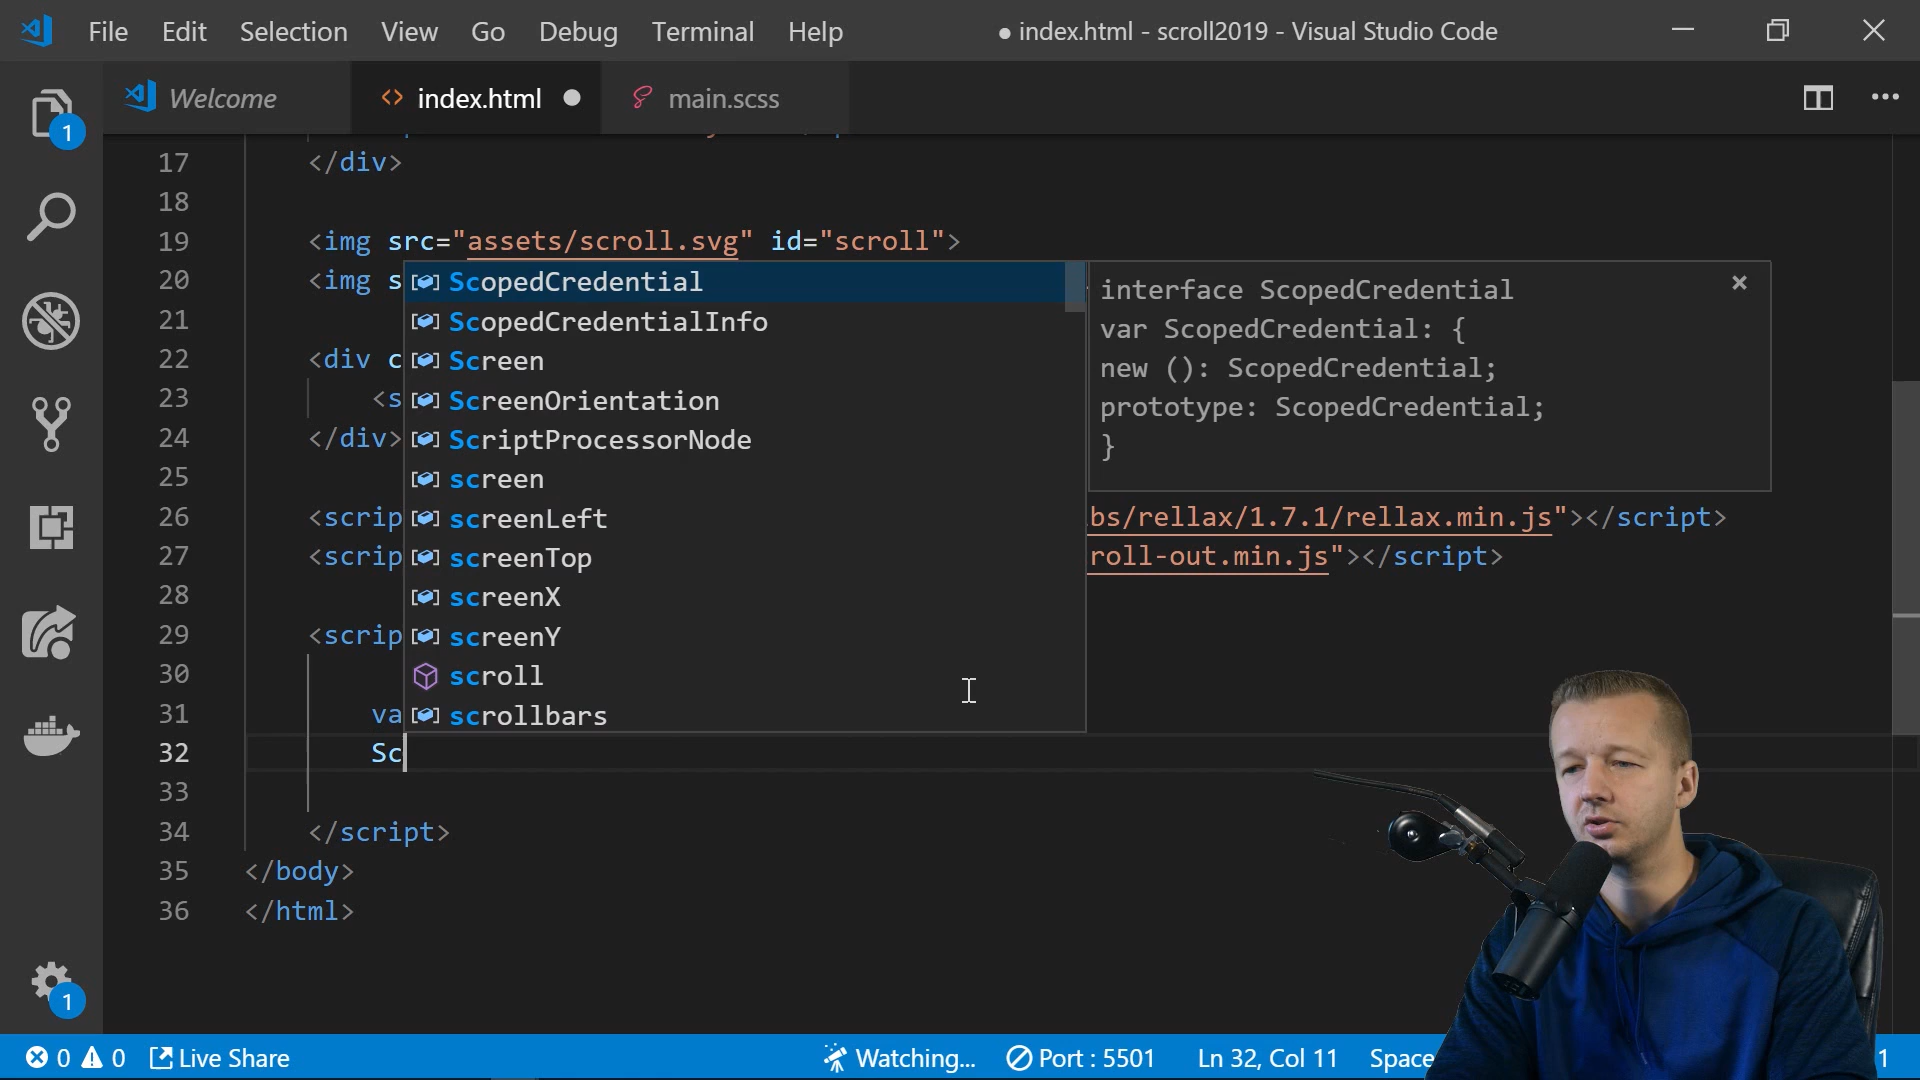 File Edit Selection View Go Debug Terminal Help ● index.html - scroll2019 - Visual Studio Code
Welcome index.html main.scss
1
17 </div>
18
19 <img src="assets/scroll.svg" id="scroll">
20 <img s
21
22 <div c
23 <s
24 </div>
25
26 <scrip bs/rellax/1.7.1/rellax.min.js"></script>
27 <scrip roll-out.min.js"></script>
28
29 <scrip
30
31 va
32 Sc
33
34 </script>
35 </body>
36 </html>
ScopedCredential
ScopedCredentialInfo
Screen
ScreenOrientation
ScriptProcessorNode
screen
screenLeft
screenTop
screenX
screenY
scroll
scrollbars
interface ScopedCredential
var ScopedCredential: {
new (): ScopedCredential;
prototype: ScopedCredential;
}
1
0 0 Live Share Watching... Port : 5501 Ln 32, Col 11 Space 1